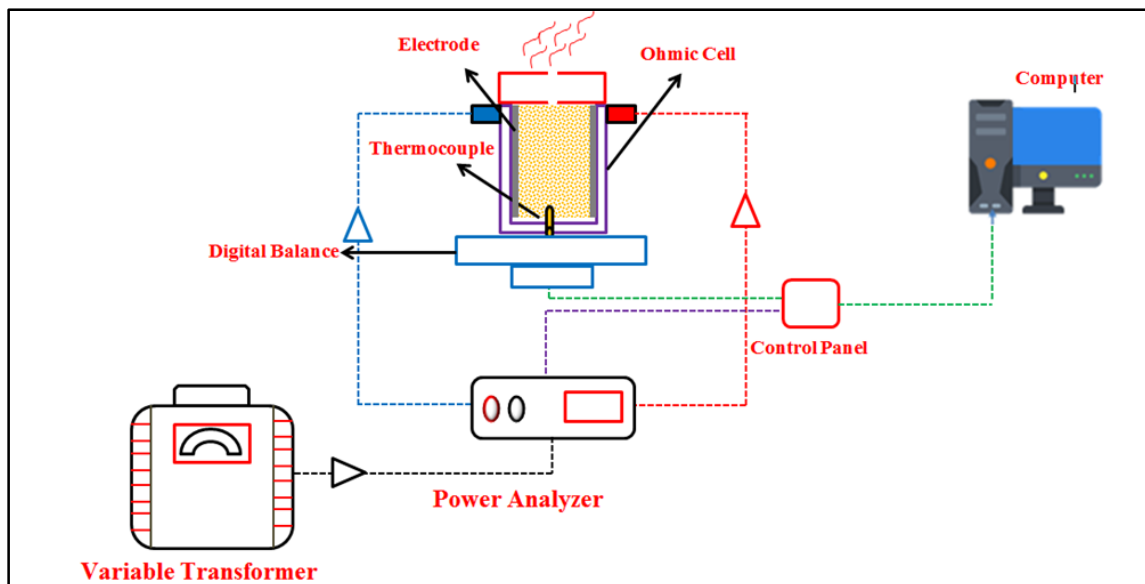 Electrode
Ohmic Cell
Computer
Thermocouple
Digital Balance
Control Panel
Power Analyzer
Variable Transformer